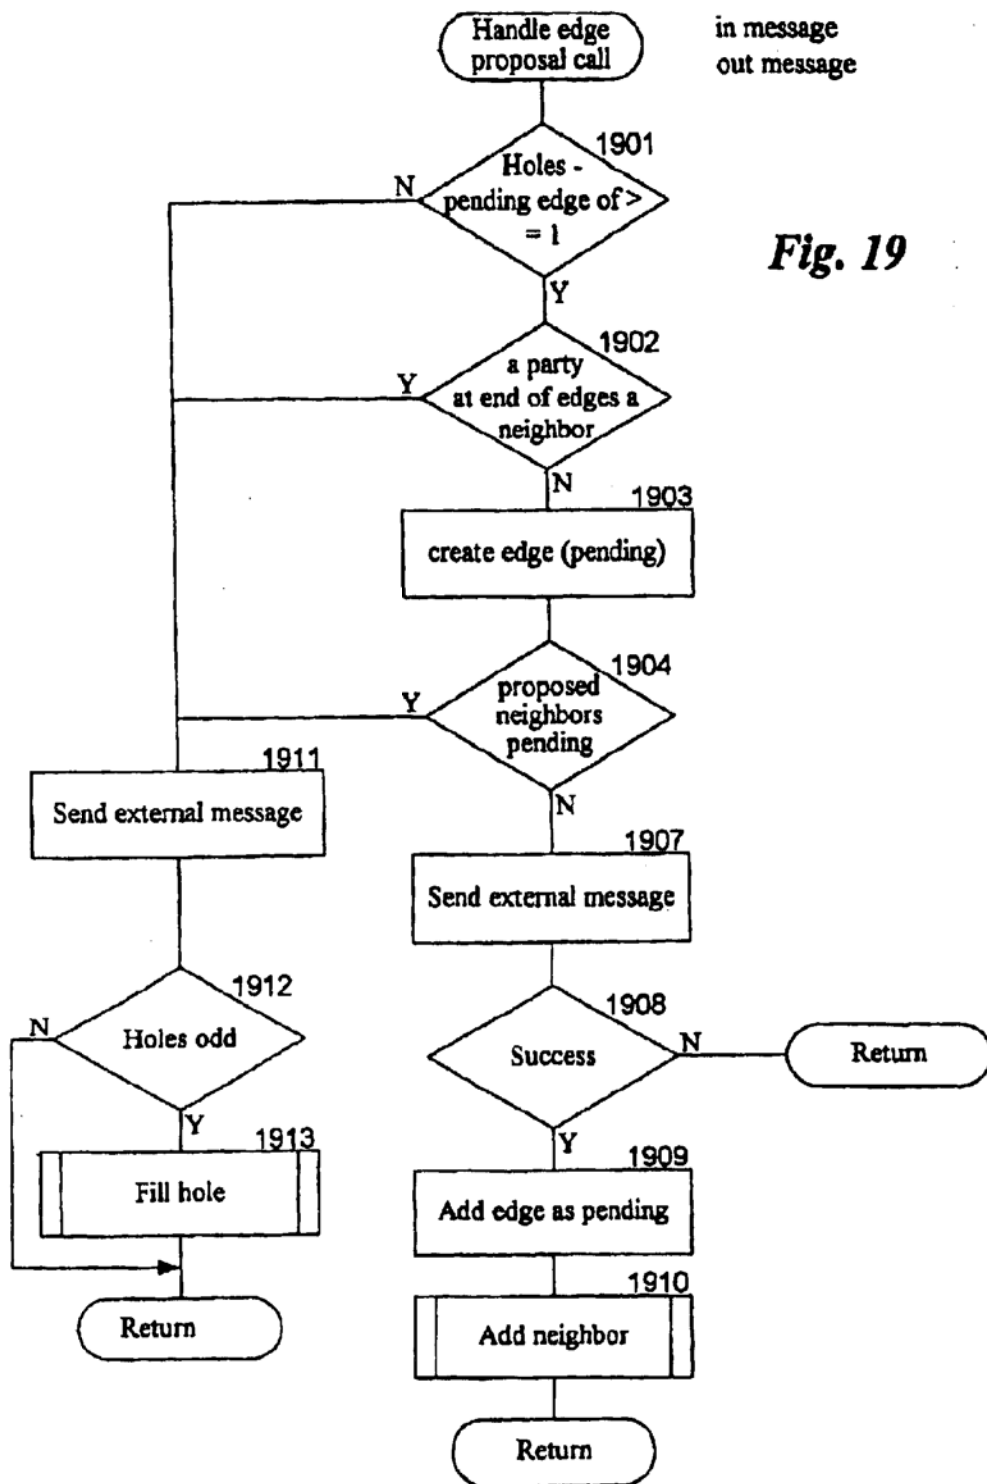 Handle edge
proposal call
in message
out message
1901
Holes -
pending edge of >
= 1
N
Y
Fig. 19
1902
a party
at end of edges a
neighbor
Y
N
1903
create edge (pending)
1904
proposed
neighbors
pending
Y
N
1911
Send external message
1907
Send external message
1912
Holes odd
N
Y
1908
Success
N
Return
Y
1913
Fill hole
1909
Add edge as pending
1910
Add neighbor
Return
Return